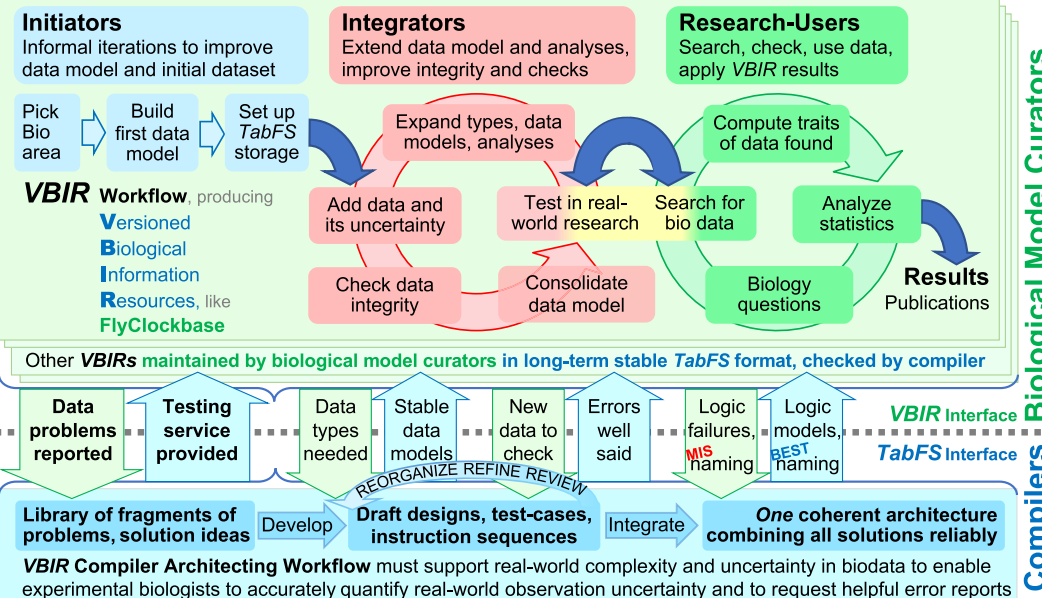 Initiators
Informal iterations to improve
data model and initial dataset
Integrators
Extend data model and analyses,
improve integrity and checks
Research-Users
Search, check, use data,
apply VBIR results
Pick
Bio
area
Build
first data
model
Set up
TabFS
storage
Expand types, data
models, analyses
Add data and
its uncertainty
Check data
integrity
Consolidate
data model
Test in real-
world research
Search for
bio data
Compute traits
of data found
Analyze
statistics
Biology
questions
Results
Publications
VBIR Workflow, producing
Versioned
Biological
Information
Resources, like
FlyClockbase
Other VBIRs maintained by biological model curators in long-term stable TabFS format, checked by compiler
Biological Model Curators
Data
problems
reported
Testing
service
provided
Data
types
needed
Stable
data
models
New
data to
check
Errors
well
said
Logic
failures,
MIS
naming
Logic
models,
BEST
naming
VBIR Interface
TabFS Interface
REORGANIZE REFINE REVIEW
Library of fragments of
problems, solution ideas
Develop
Draft designs, test-cases,
instruction sequences
Integrate
One coherent architecture
combining all solutions reliably
VBIR Compiler Architecting Workflow must support real-world complexity and uncertainty in biodata to enable
experimental biologists to accurately quantify real-world observation uncertainty and to request helpful error reports
Compilers